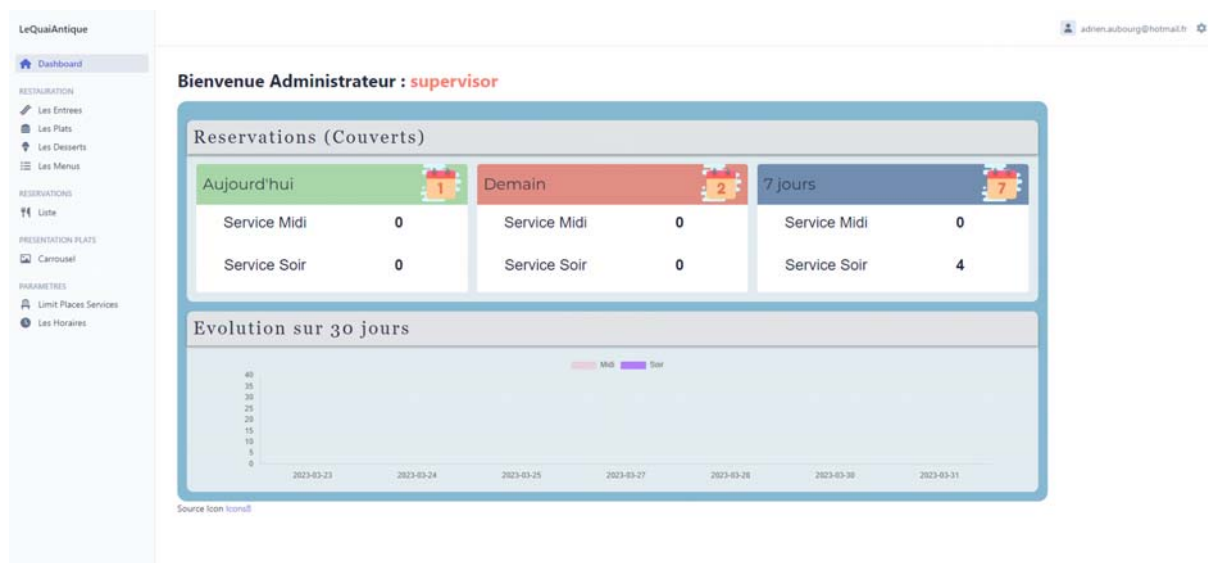 LeQuaiAntique
adrien.aubourg@hotmail.fr
Dashboard
RESTAURATION
Les Entrees
Les Plats
Les Desserts
Les Menus
RESERVATIONS
Liste
PRESENTATION PLATS
Carrousel
PARAMETRES
Limit Places Services
Les Horaires
Bienvenue Administrateur : supervisor
Reservations (Couverts)
Aujourd'hui
1
Service Midi 0
Service Soir 0
Demain
2
Service Midi 0
Service Soir 0
7 jours
7
Service Midi 0
Service Soir 4
Evolution sur 30 jours
Midi Soir
40
35
30
25
20
15
10
5
0
2023-03-23 2023-03-24 2023-03-25 2023-03-27 2023-03-28 2023-03-30 2023-03-31
Source Icon Icons8